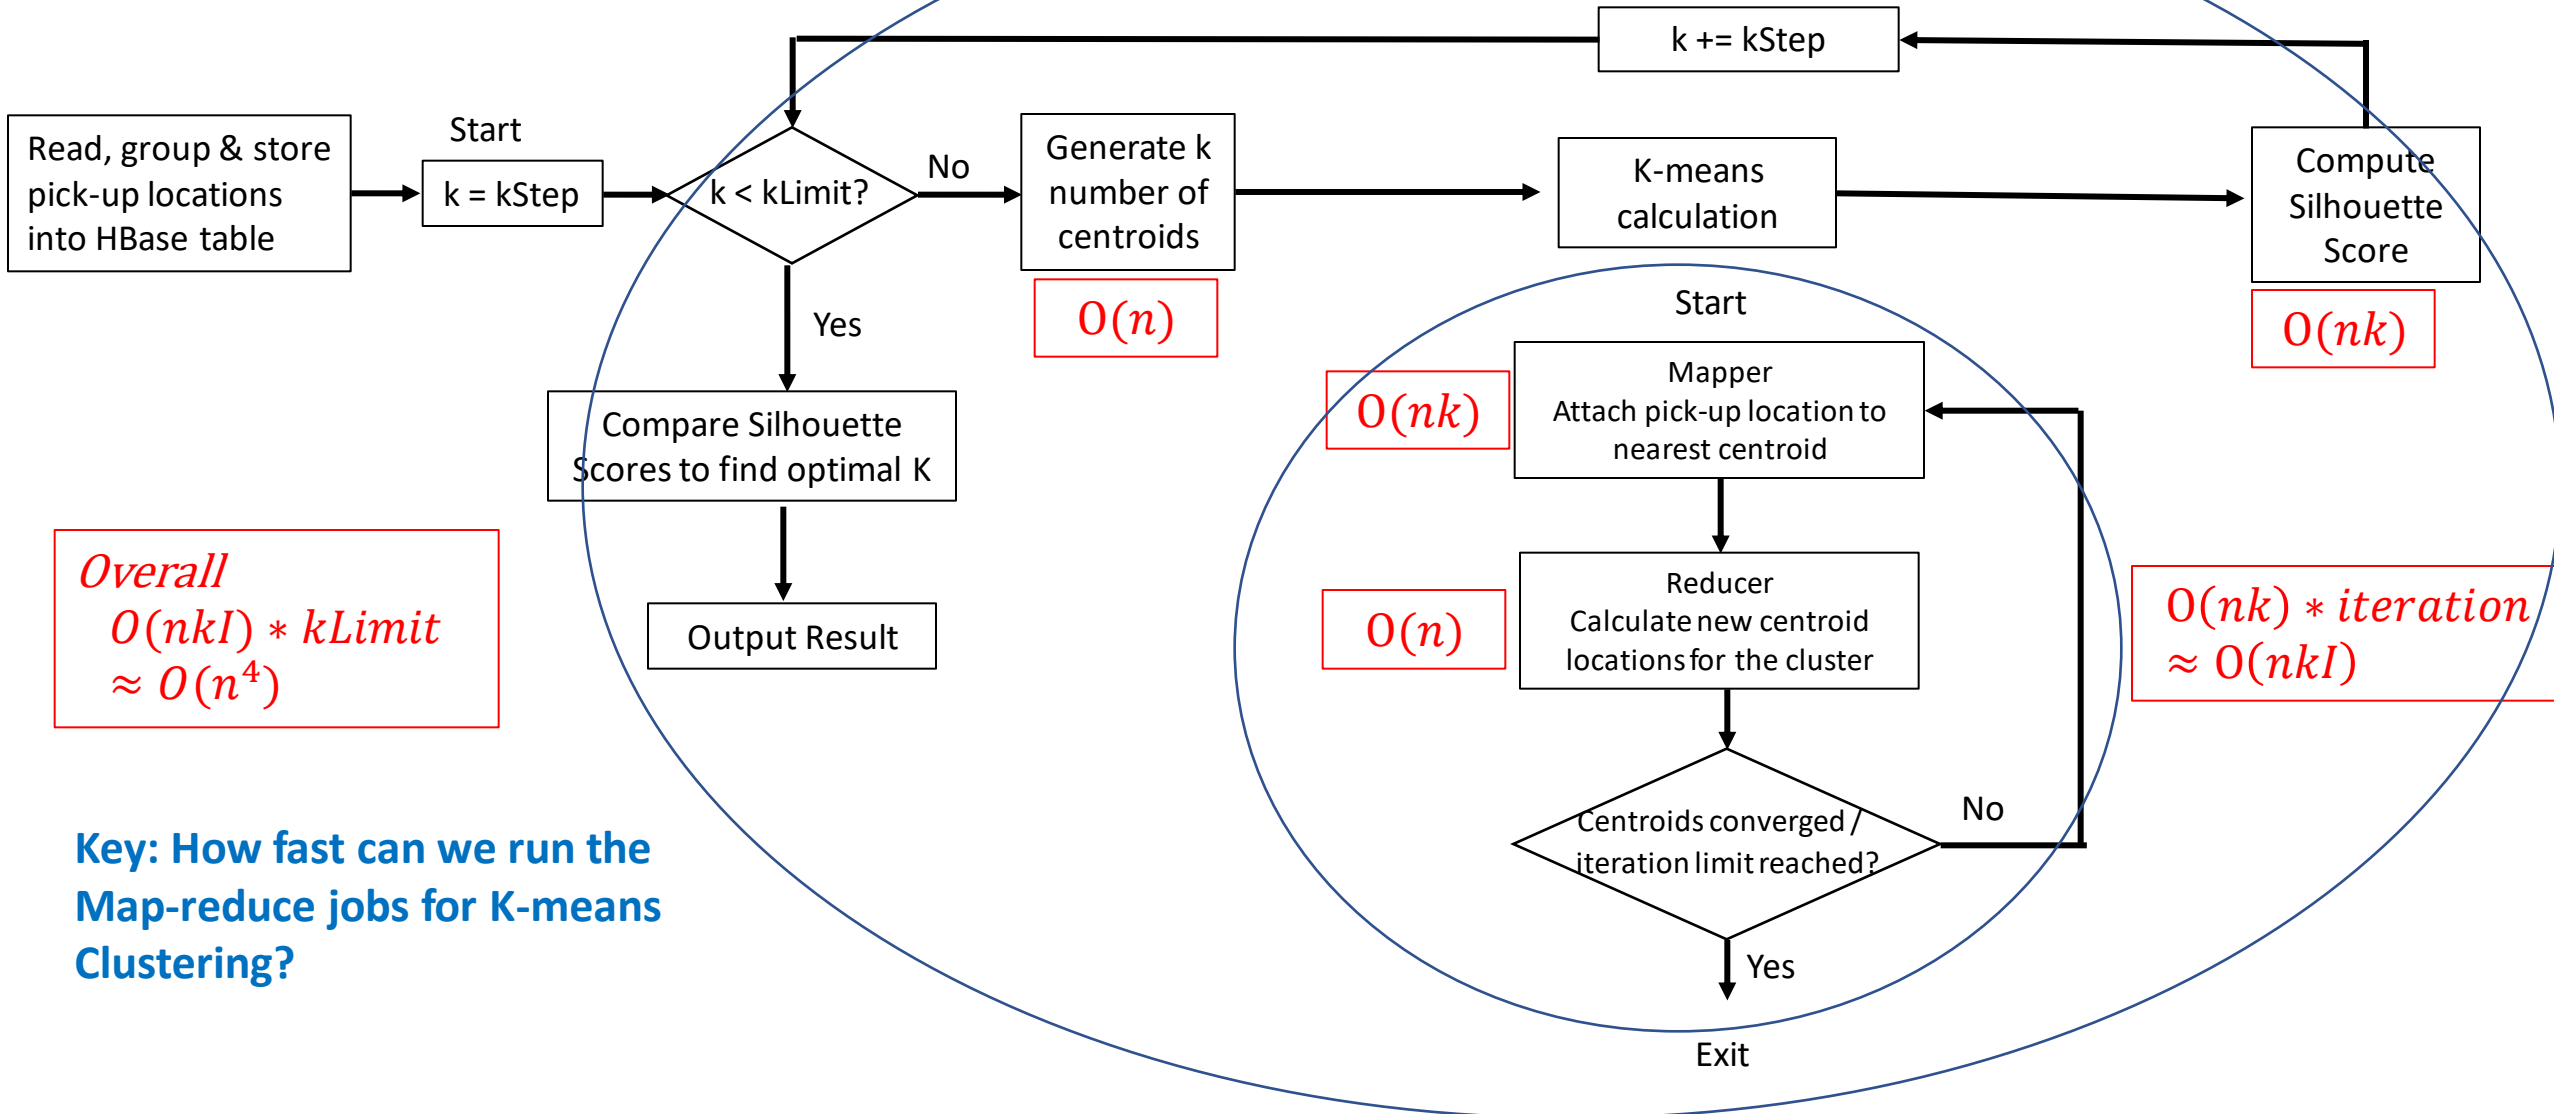 k += kStep
Read, group & store
pick-up locations
into HBase table
Start
k = kStep
k < kLimit?
No
Generate k
number of
centroids
O(n)
K-means
calculation
Compute
Silhouette
Score
O(nk)
Yes
Compare Silhouette
Scores to find optimal K
Output Result
Start
Mapper
Attach pick-up location to
nearest centroid
O(nk)
Reducer
Calculate new centroid
locations for the cluster
O(n)
Centroids converged /
iteration limit reached?
No
Yes
Exit
O(nk) * iteration
≈ O(nkI)
Overall
O(nkI) * kLimit
≈ O(n⁴)
Key: How fast can we run the
Map-reduce jobs for K-means
Clustering?